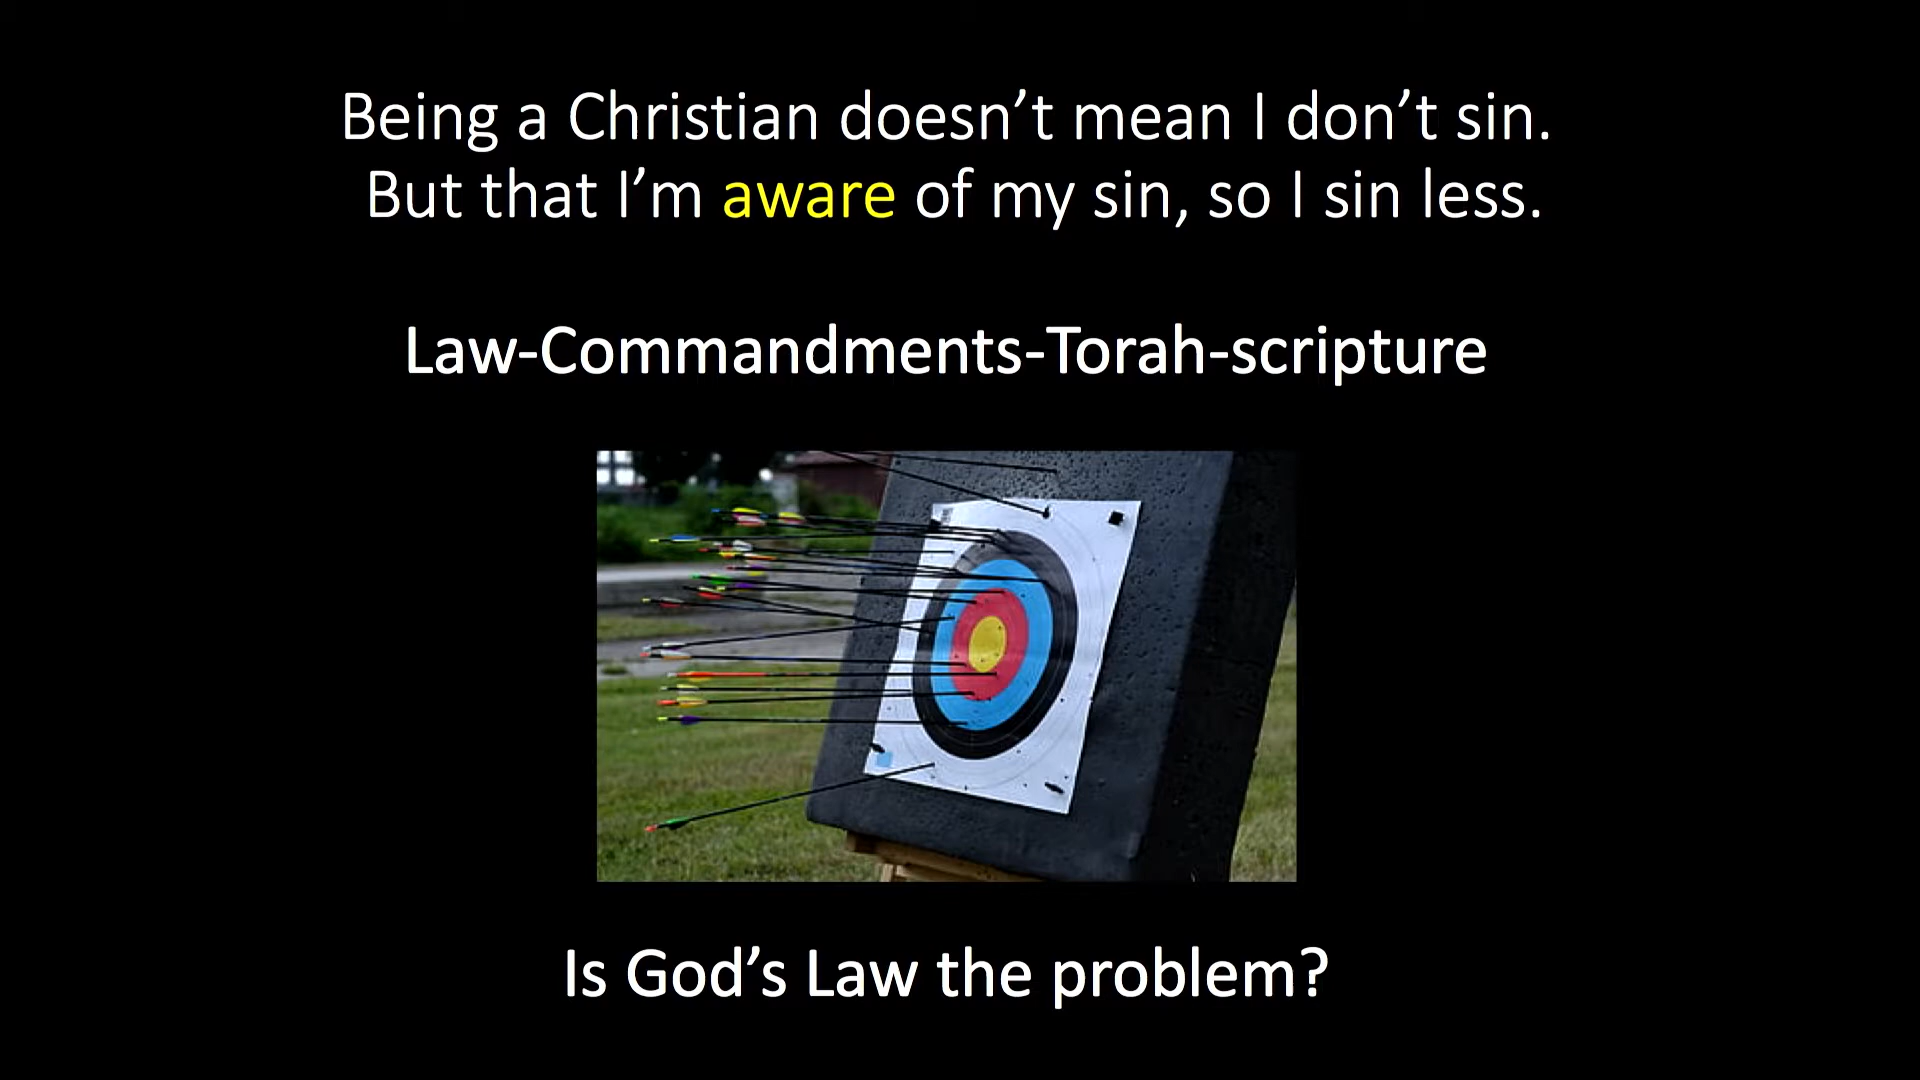 Being a Christian doesn’t mean I don’t sin.
But that I’m aware of my sin, so I sin less.
Law-Commandments-Torah-scripture
Is God’s Law the problem?